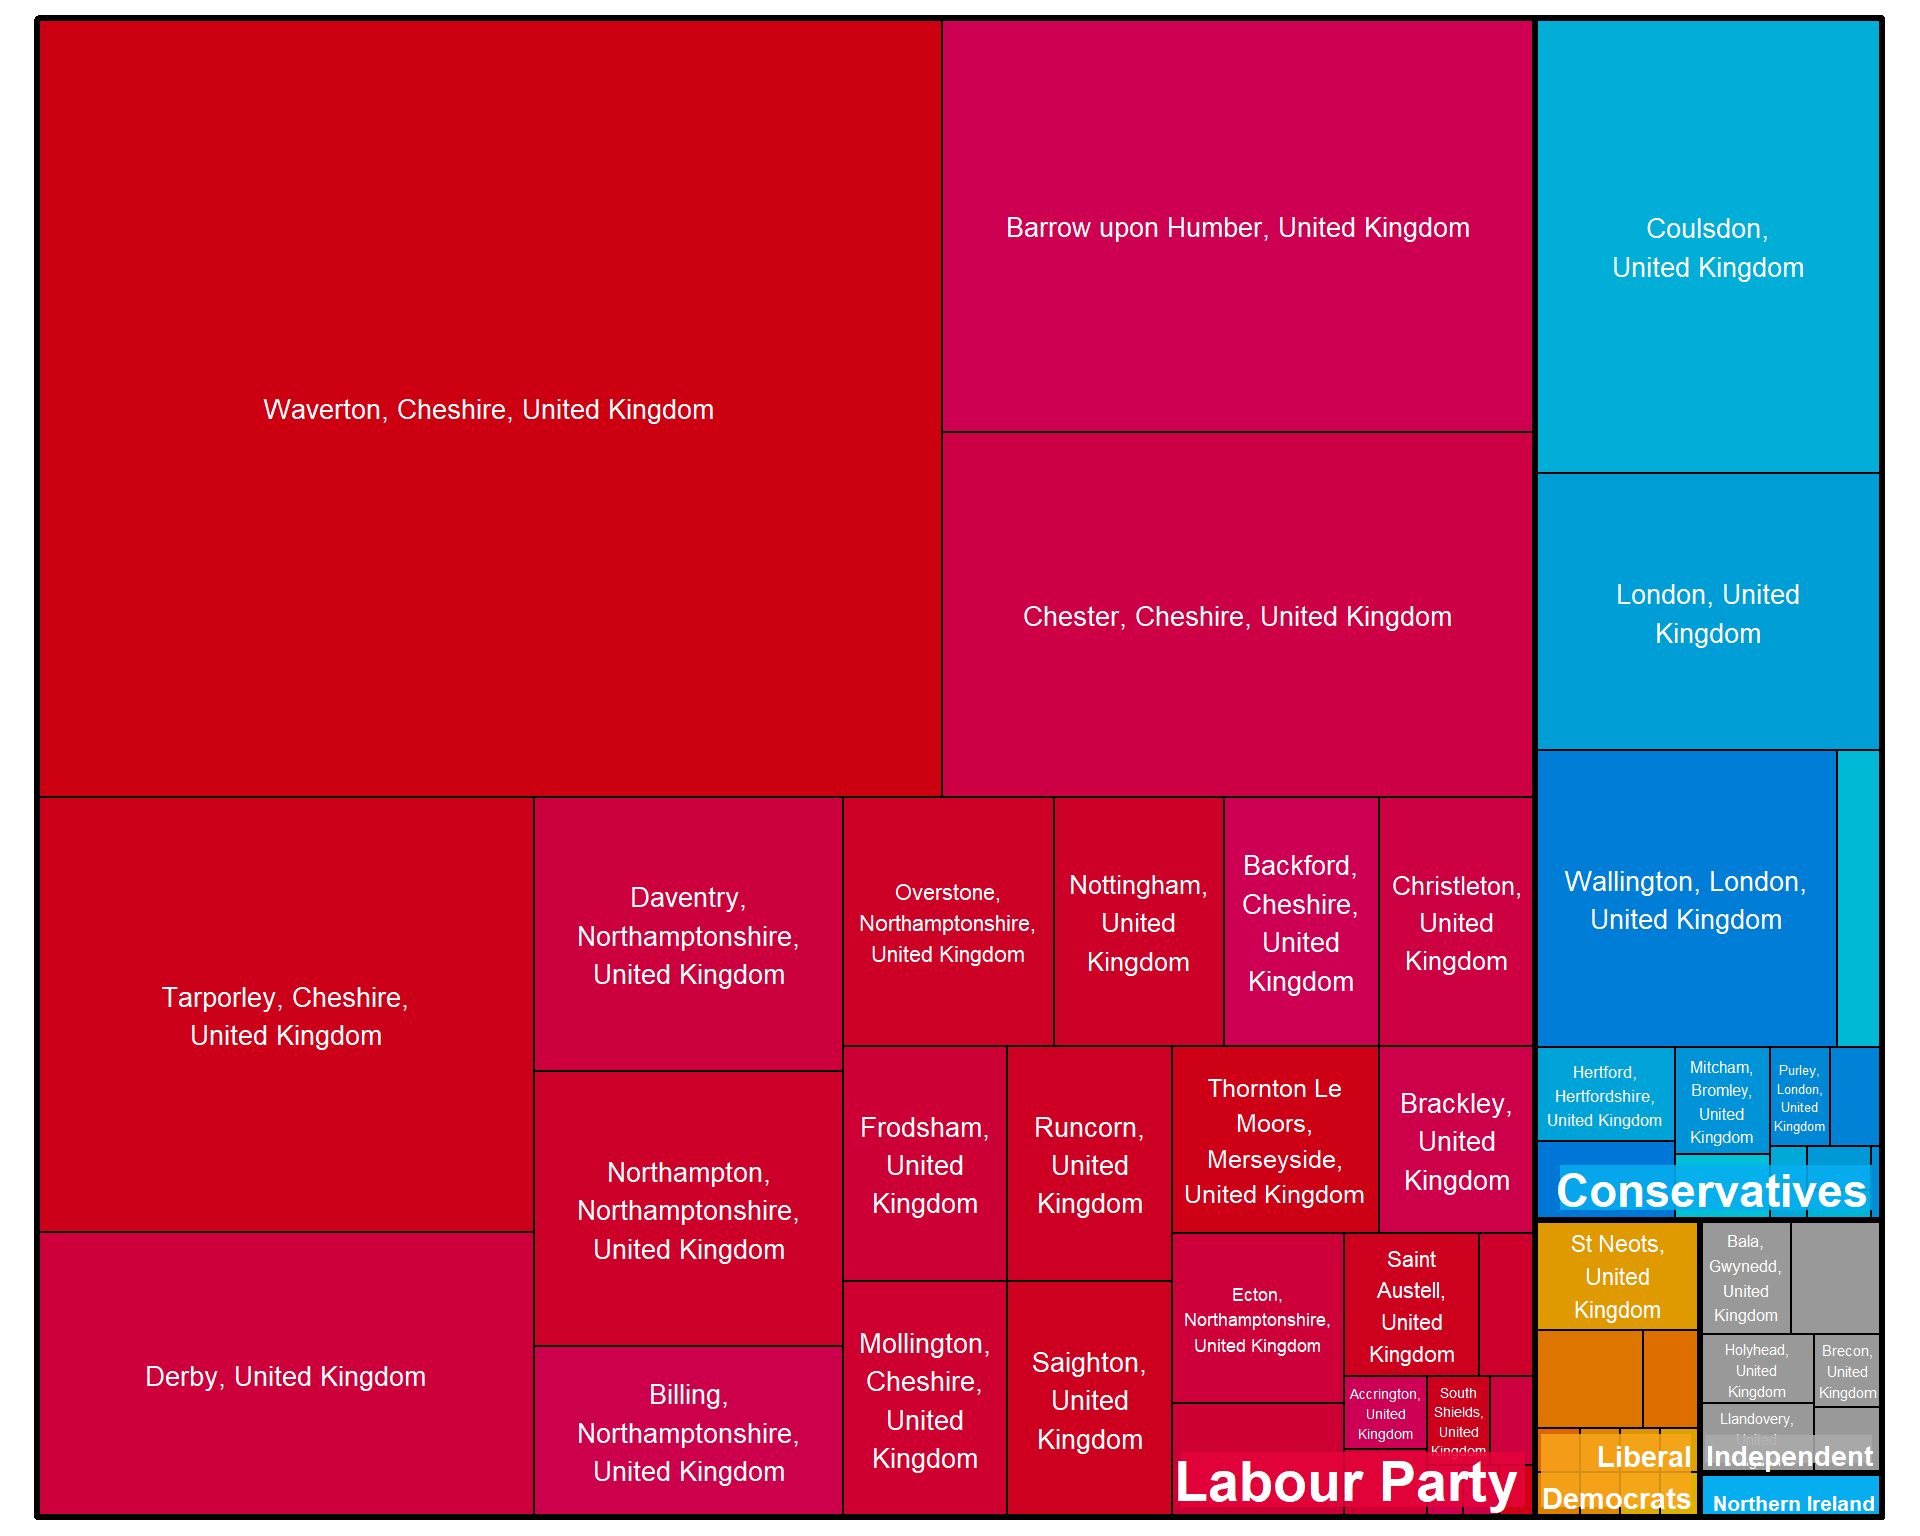 Waverton, Cheshire, United Kingdom
Barrow upon Humber, United Kingdom
Chester, Cheshire, United Kingdom
Tarporley, Cheshire,
United Kingdom
Derby, United Kingdom
Daventry,
Northamptonshire,
United Kingdom
Northampton,
Northamptonshire,
United Kingdom
Billing,
Northamptonshire,
United Kingdom
Overstone,
Northamptonshire,
United Kingdom
Nottingham,
United
Kingdom
Backford,
Cheshire,
United
Kingdom
Christleton,
United
Kingdom
Frodsham,
United
Kingdom
Runcorn,
United
Kingdom
Thornton Le
Moors,
Merseyside,
United Kingdom
Brackley,
United
Kingdom
Mollington,
Cheshire,
United
Kingdom
Saighton,
United
Kingdom
Ecton,
Northamptonshire,
United Kingdom
Saint
Austell,
United
Kingdom
Accrington,
United
Kingdom
South
Shields,
United
Kingdom
Labour Party
Coulsdon,
United Kingdom
London, United
Kingdom
Wallington, London,
United Kingdom
Hertford,
Hertfordshire,
United Kingdom
Mitcham,
Bromley,
United
Kingdom
Purley,
London,
United
Kingdom
Conservatives
St Neots,
United
Kingdom
Liberal
Democrats
Bala,
Gwynedd,
United
Kingdom
Holyhead,
United
Kingdom
Brecon,
United
Kingdom
Llandovery,
United
Independent
Northern Ireland